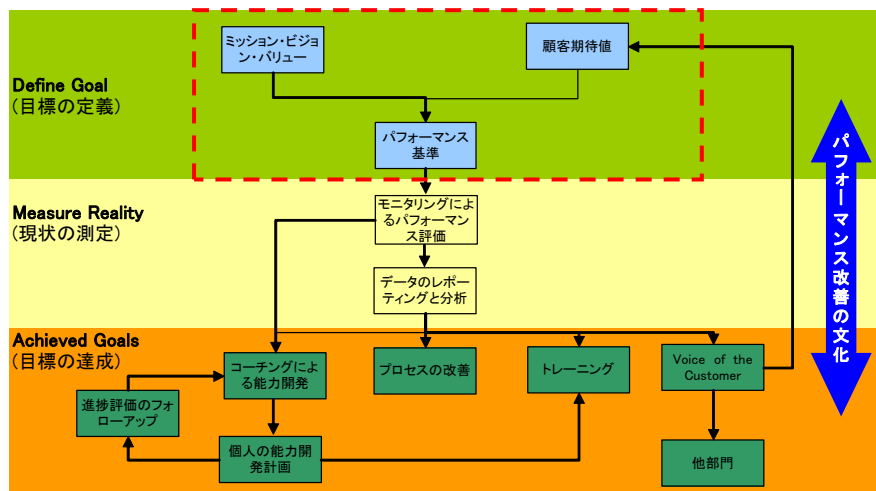 ミッション・ビジョ
ン・バリュー
顧客期待値
Define Goal
(目標の定義)
パフォーマンス
基準
パフォーマンス改善の文化
Measure Reality
(現状の測定)
モニタリングによ
るパフォーマン
ス評価
データのレポー
ティングと分析
Achieved Goals
(目標の達成)
コーチングによ
る能力開発
プロセスの改善
トレーニング
Voice of the
Customer
進捗評価のフォ
ローアップ
個人の能力開
発計画
他部門